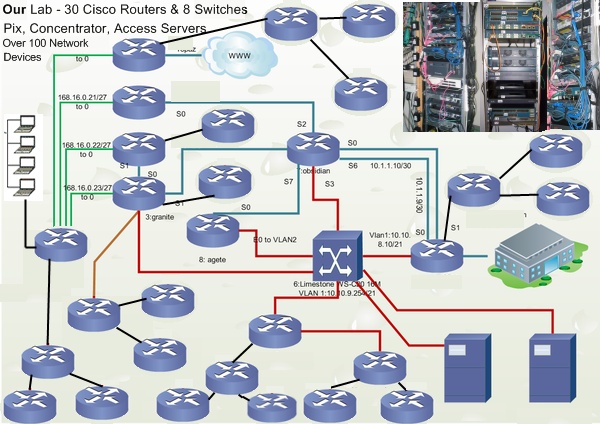 Our Lab - 30 Cisco Routers & 8 Switches
Pix, Concentrator, Access Servers
Over 100 Network
Devices
to 0
WWW
168.16.0.21/27
to 0
S0
S2
168.16.0.22/27
to 0
S1
S0
S0
S6
10.1.1.10/30
7:obsidian
168.16.0.23/27
to 0
S7
S3
10.1.1.9/30
S1
3:granite
S0
8: agete
E0 to VLAN2
Vlan1:10.10.
8.10/21
S0
S1
6:Limestone WS-C20 16M
VLAN 1:10.10.9.254/21